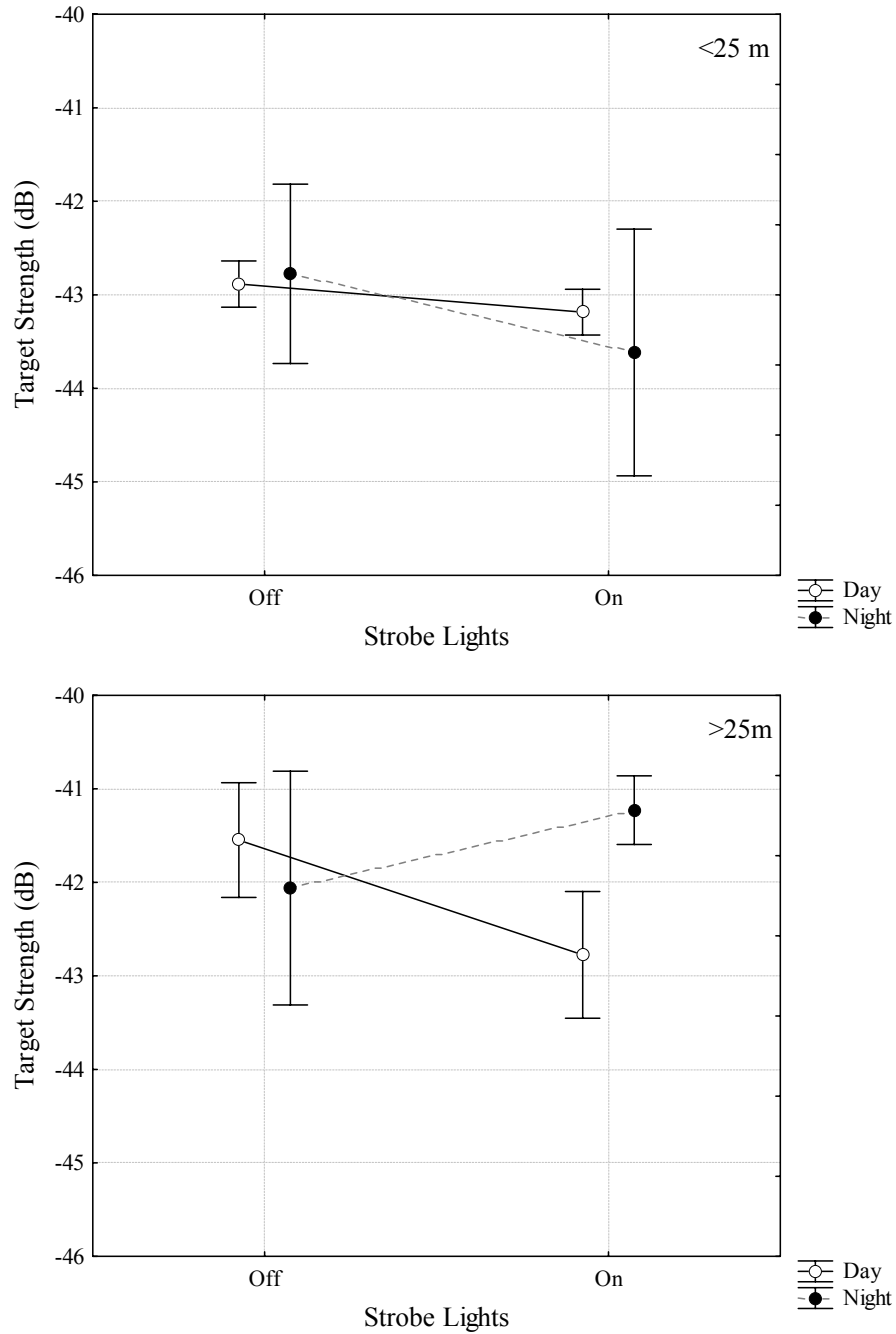 -40
<25 m
-41
-42
-43
-44
-45
-46
Target Strength (dB)
Off
On
Strobe Lights
Day
Night
-40
>25m
-41
-42
-43
-44
-45
-46
Target Strength (dB)
Off
On
Strobe Lights
Day
Night